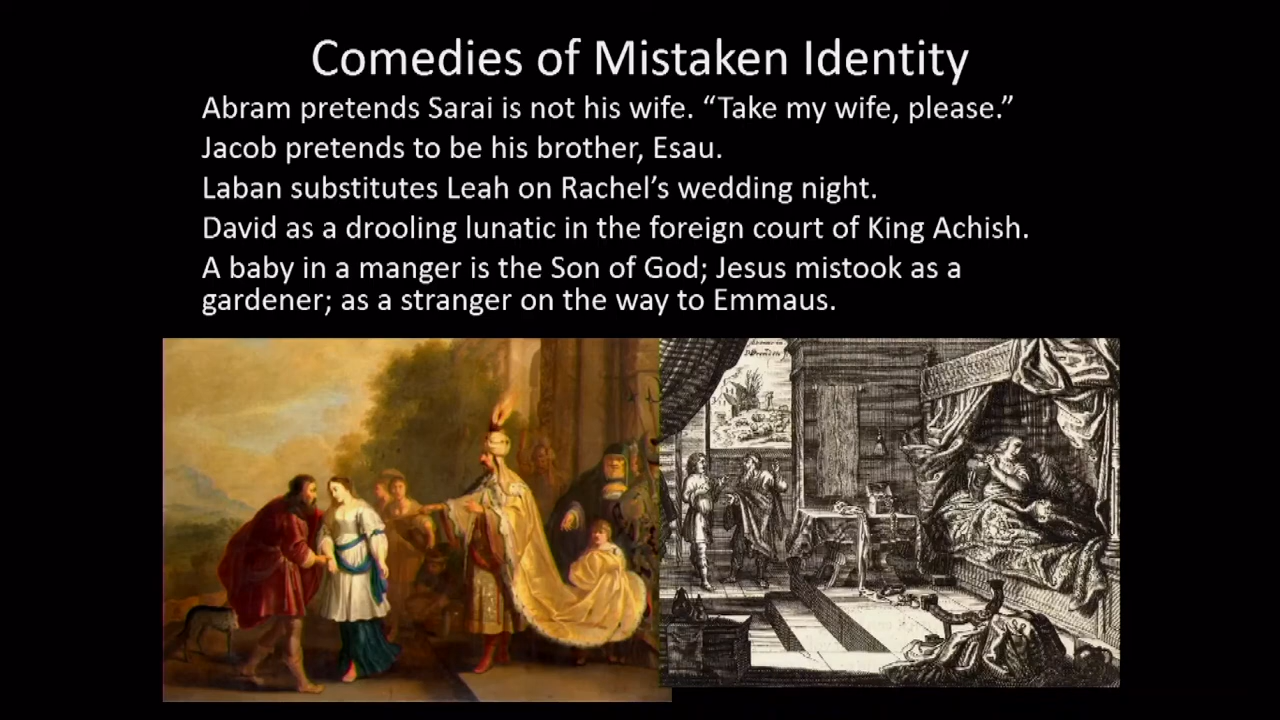 Comedies of Mistaken Identity
Abram pretends Sarai is not his wife. “Take my wife, please.”
Jacob pretends to be his brother, Esau.
Laban substitutes Leah on Rachel’s wedding night.
David as a drooling lunatic in the foreign court of King Achish.
A baby in a manger is the Son of God; Jesus mistook as a
gardener; as a stranger on the way to Emmaus.